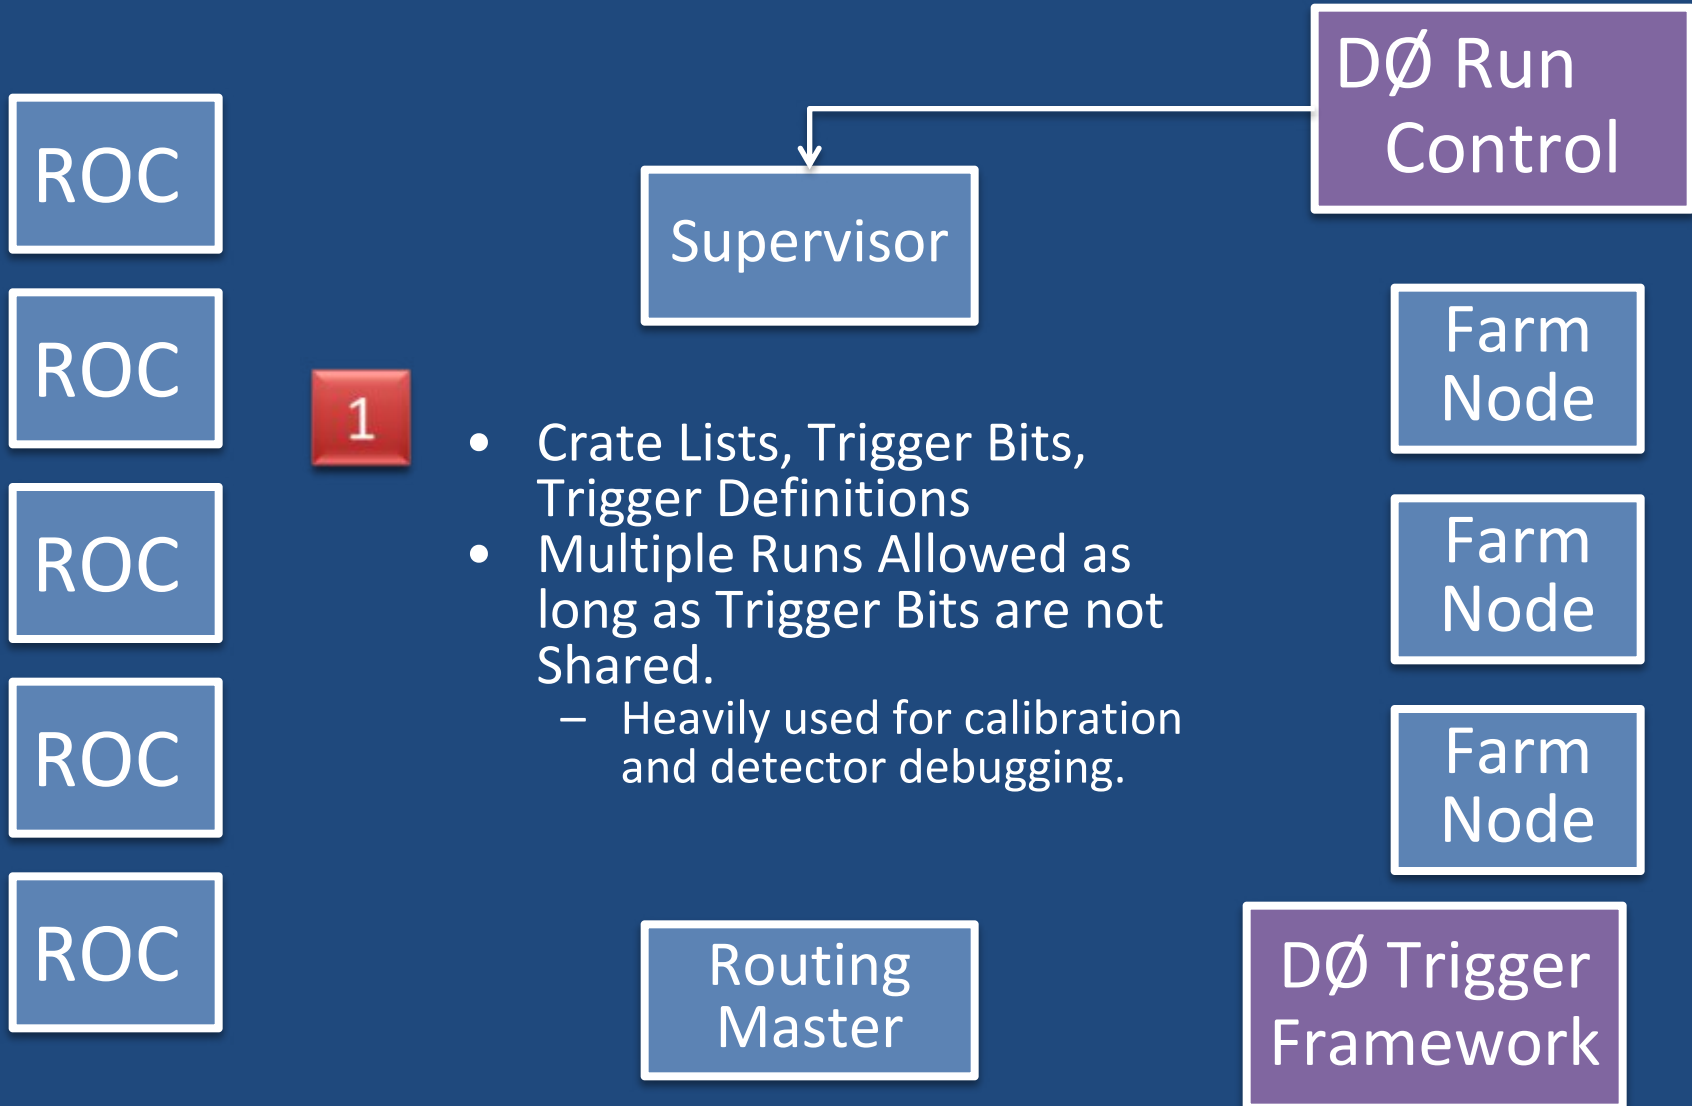 DØ Run
Control
ROC
Supervisor
ROC
Farm
Node
1
• Crate Lists, Trigger Bits,
Trigger Definitions
• Multiple Runs Allowed as
long as Trigger Bits are not
Shared.
– Heavily used for calibration
and detector debugging.
ROC
Farm
Node
ROC
Farm
Node
ROC
Routing
Master
DØ Trigger
Framework